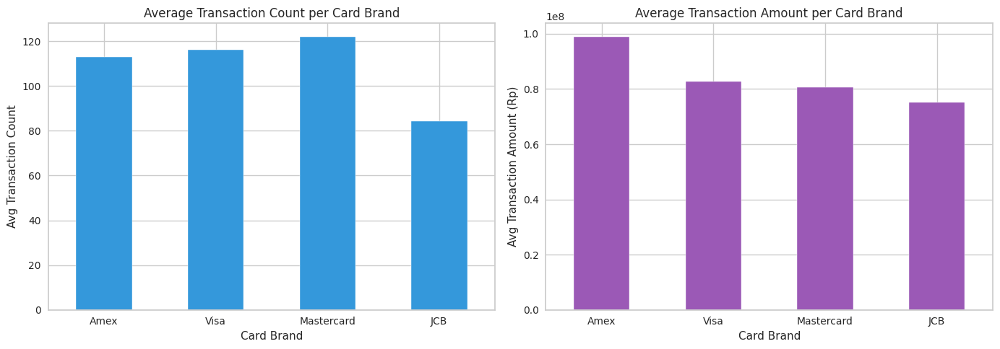 Average Transaction Count per Card Brand
Avg Transaction Count
120
100
80
60
40
20
0
Amex Visa Mastercard JCB
Card Brand
Average Transaction Amount per Card Brand
1e8
Avg Transaction Amount (Rp)
1.0
0.8
0.6
0.4
0.2
0.0
Amex Visa Mastercard JCB
Card Brand